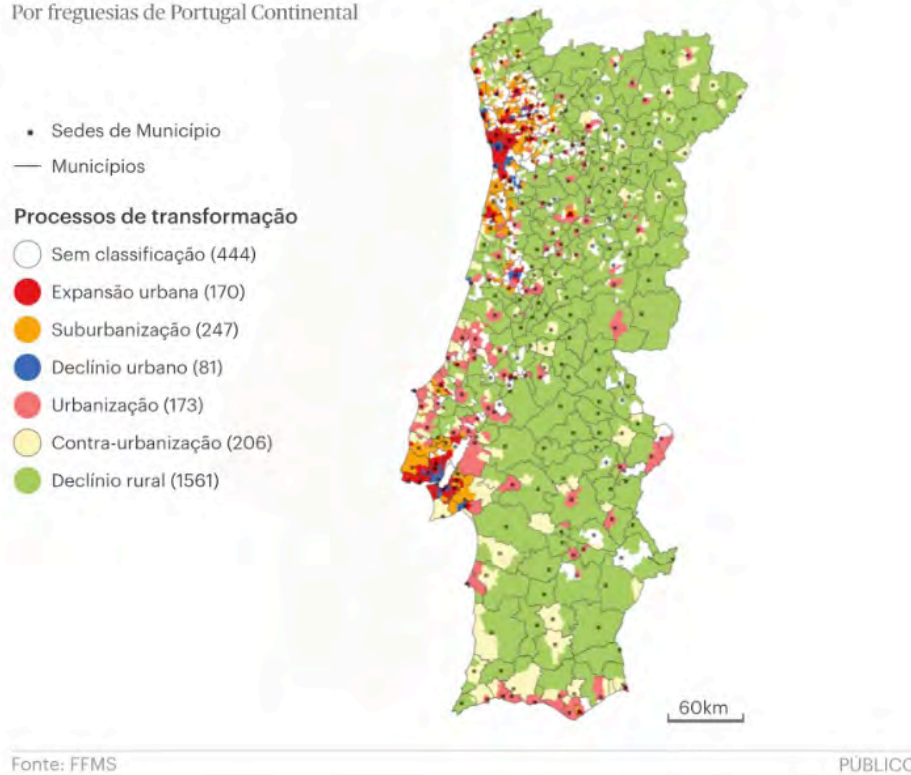 Por freguesias de Portugal Continental
Sedes de Município
Municípios
Processos de transformação
Sem classificação (444)
Expansão urbana (170)
Suburbanização (247)
Declínio urbano (81)
Urbanização (173)
Contra-urbanização (206)
Declínio rural (1561)
60km
Fonte: FFMS
PÚBLICO